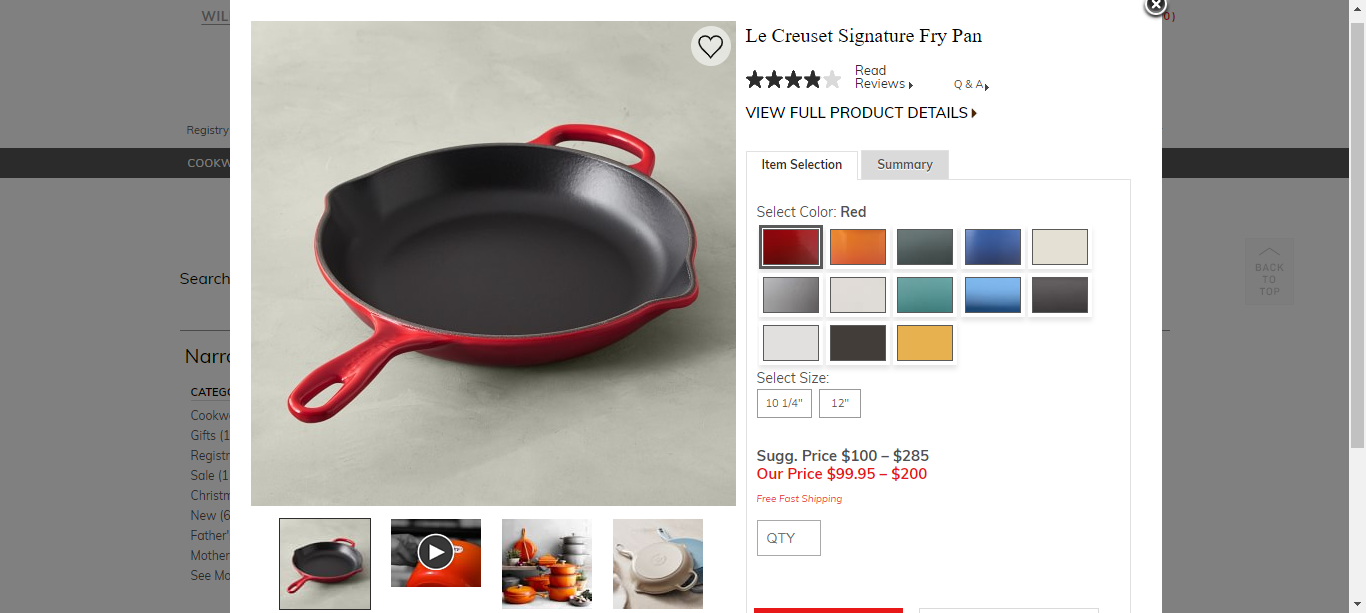 WIL
0)
Registry
COOKW
Search
Narro
CATEGO
Cookwa
Gifts (1
Registr
Sale (1
Christm
New (6
Father'
Mother
See Mo
Le Creuset Signature Fry Pan
Read
Reviews
Q & A
VIEW FULL PRODUCT DETAILS
Item Selection
Summary
Select Color: Red
Select Size:
10 1/4"
12"
Sugg. Price $100 – $285
Our Price $99.95 – $200
Free Fast Shipping
QTY
BACK
TO
TOP